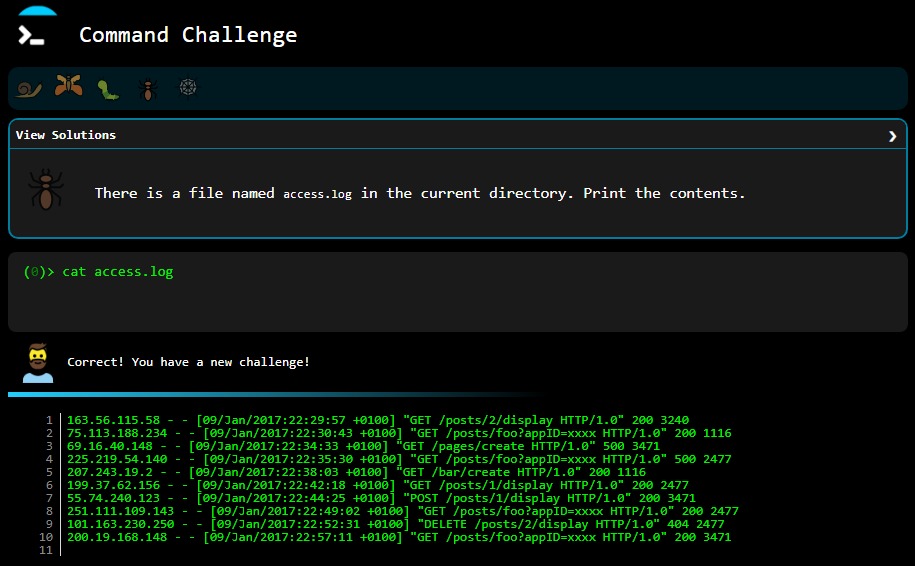 Command Challenge
View Solutions
There is a file named access.log in the current directory. Print the contents.
(0)> cat access.log
Correct! You have a new challenge!
1 163.56.115.58 - - [09/Jan/2017:22:29:57 +0100] "GET /posts/2/display HTTP/1.0" 200 3240
2 75.113.188.234 - - [09/Jan/2017:22:30:43 +0100] "GET /posts/foo?appID=xxxx HTTP/1.0" 200 1116
3 69.16.40.148 - - [09/Jan/2017:22:34:33 +0100] "GET /pages/create HTTP/1.0" 500 3471
4 225.219.54.140 - - [09/Jan/2017:22:35:30 +0100] "GET /posts/foo?appID=xxxx HTTP/1.0" 500 2477
5 207.243.19.2 - - [09/Jan/2017:22:38:03 +0100] "GET /bar/create HTTP/1.0" 200 1116
6 199.37.62.156 - - [09/Jan/2017:22:42:18 +0100] "GET /posts/1/display HTTP/1.0" 200 2477
7 55.74.240.123 - - [09/Jan/2017:22:44:25 +0100] "POST /posts/1/display HTTP/1.0" 200 3471
8 251.111.109.143 - - [09/Jan/2017:22:49:02 +0100] "GET /posts/foo?appID=xxxx HTTP/1.0" 200 2477
9 101.163.230.250 - - [09/Jan/2017:22:52:31 +0100] "DELETE /posts/2/display HTTP/1.0" 404 2477
10 200.19.168.148 - - [09/Jan/2017:22:57:11 +0100] "GET /posts/foo?appID=xxxx HTTP/1.0" 200 3471
11